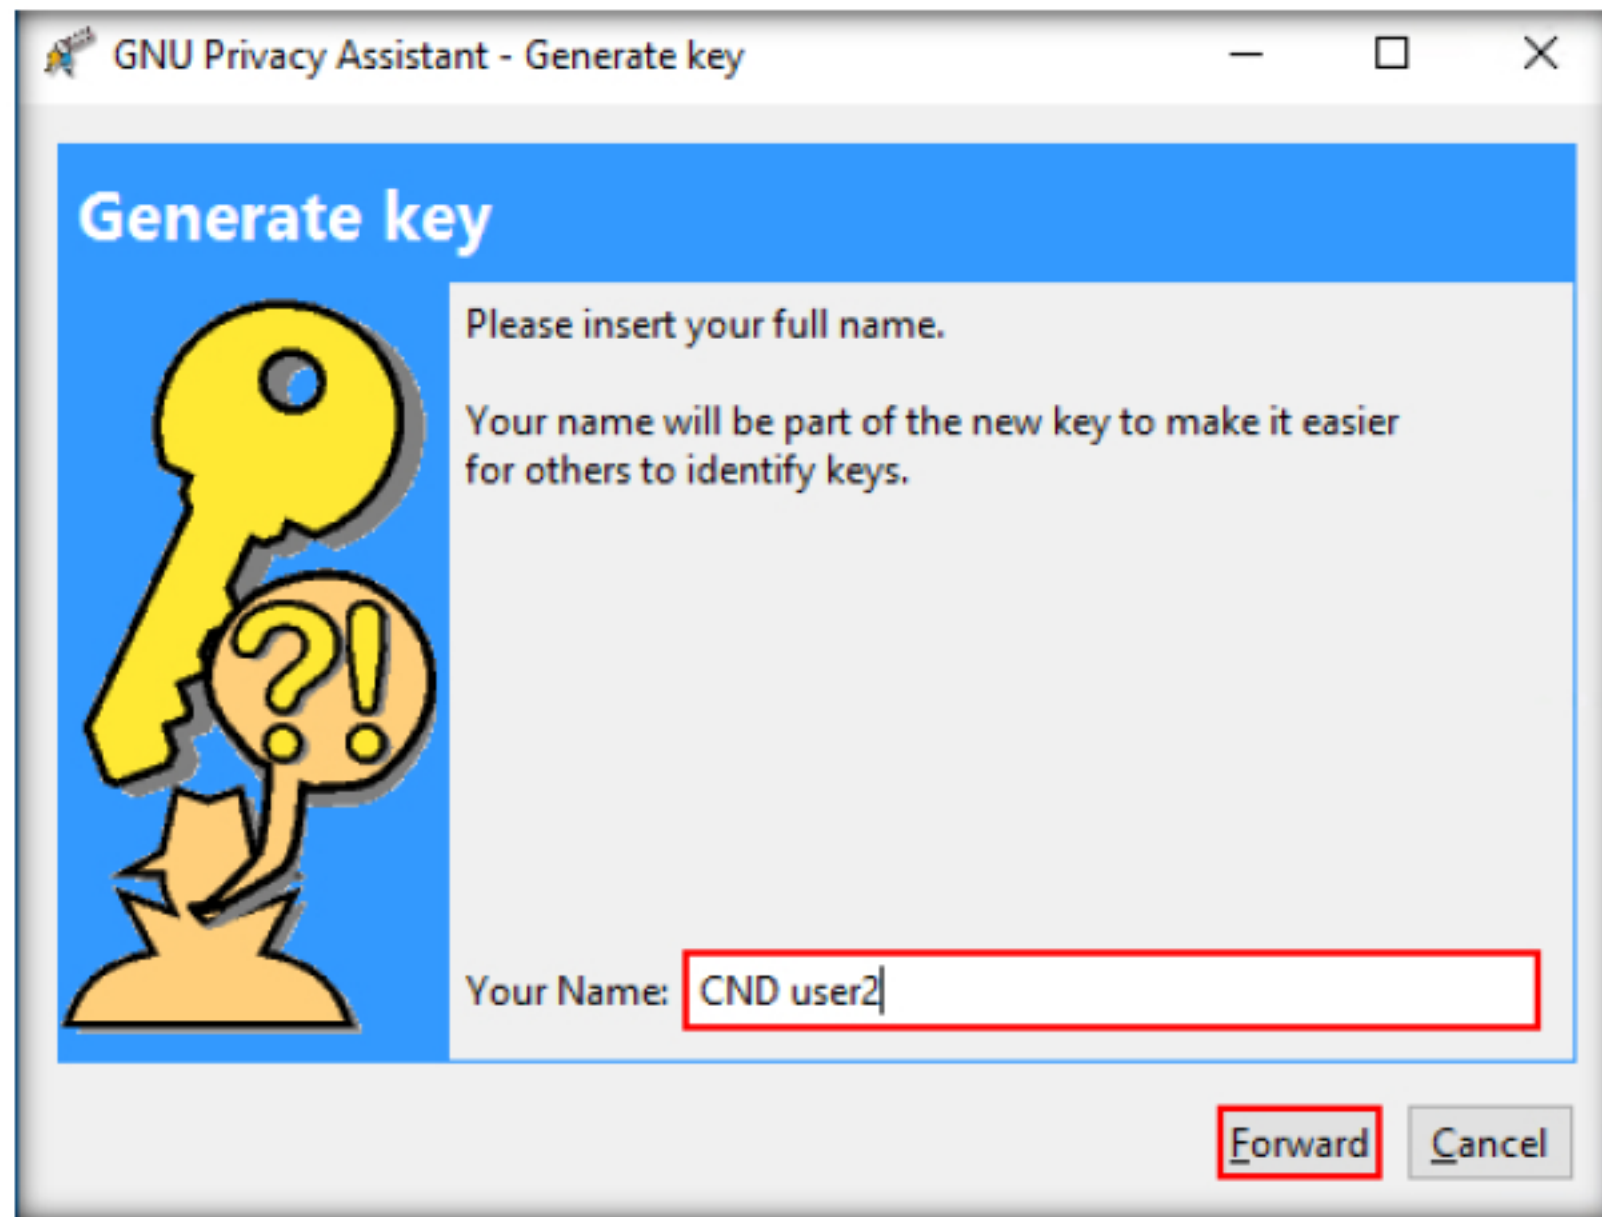 GNU Privacy Assistant - Generate key
Generate key
Please insert your full name.
Your name will be part of the new key to make it easier
for others to identify keys.
?!
Your Name: CND user2
Forward Cancel